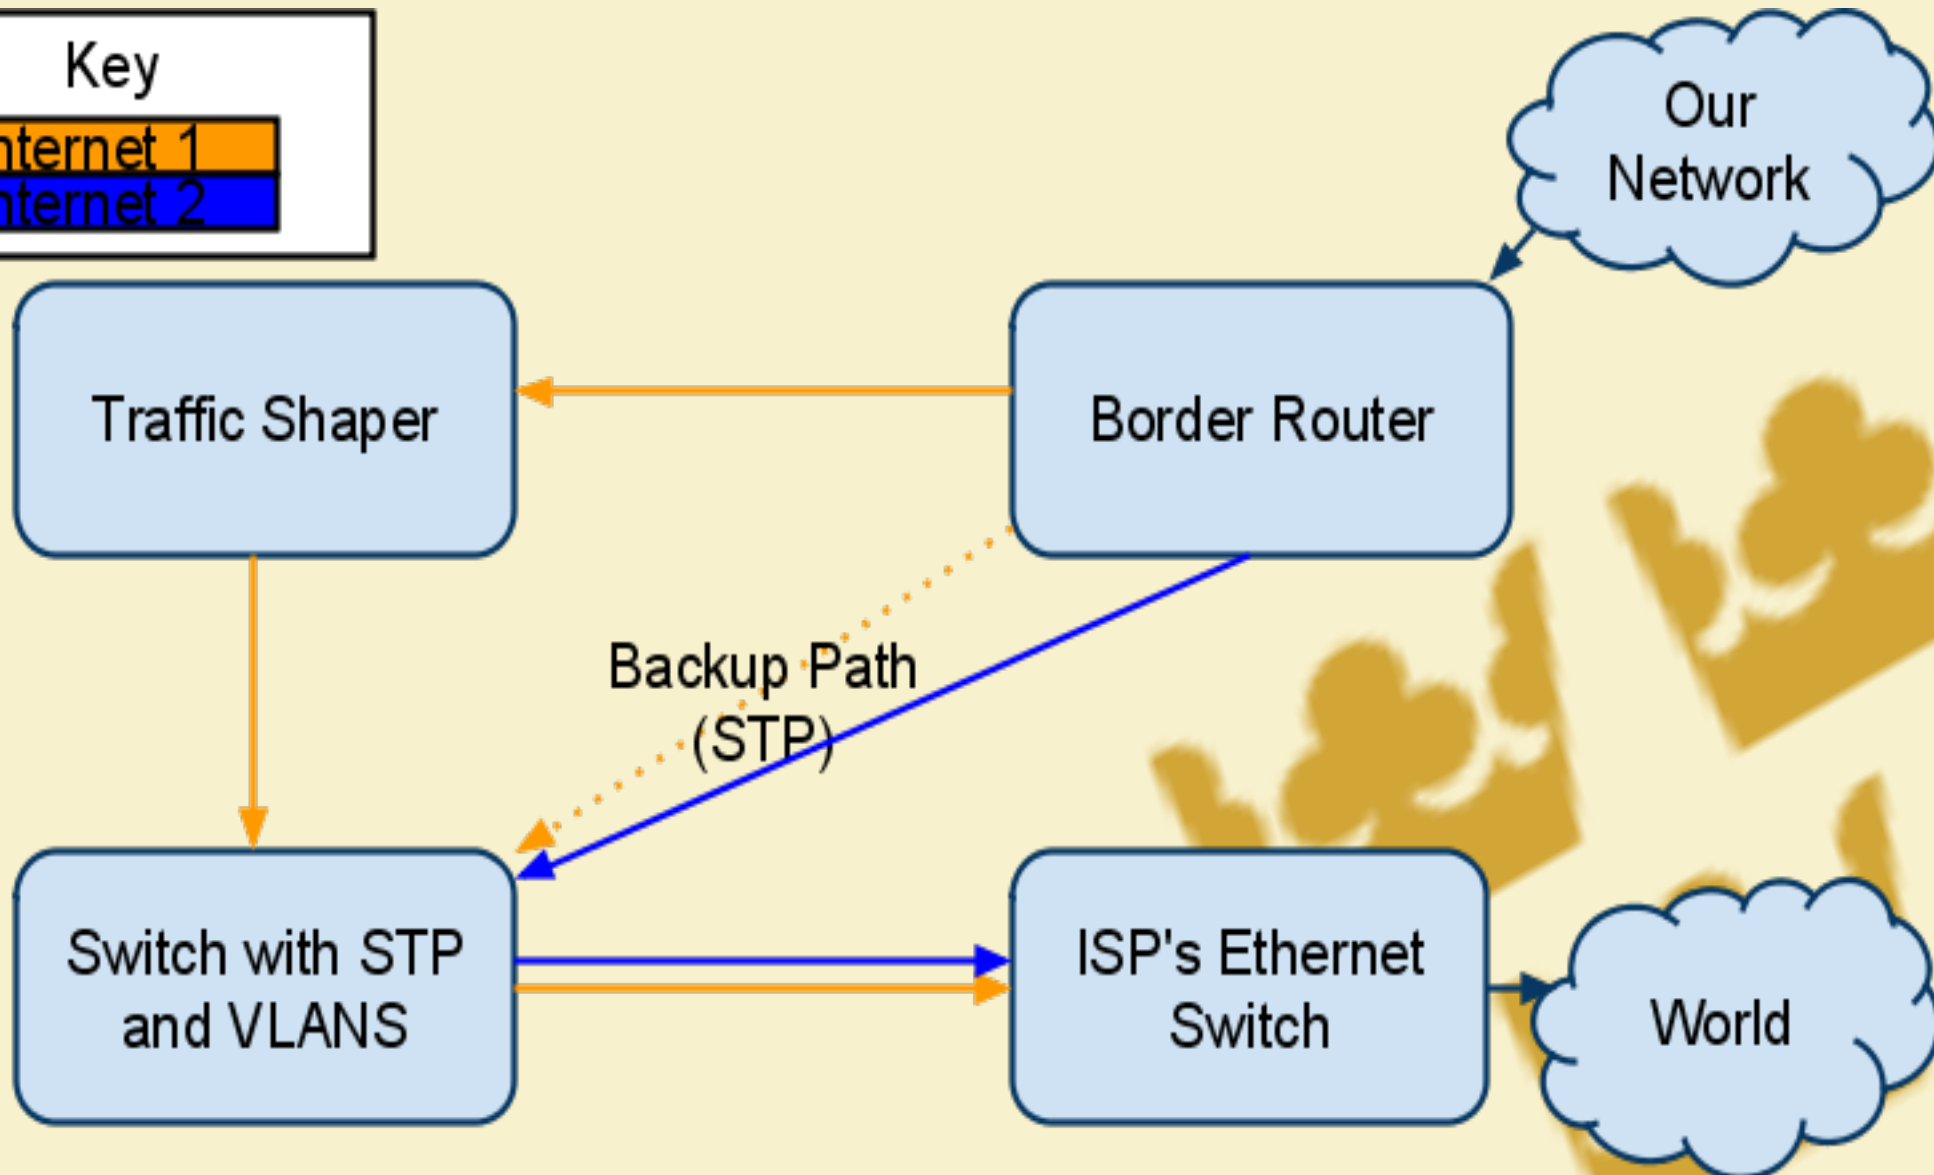 Key
nternet 1
nternet 2
Our
Network
Traffic Shaper
Border Router
Backup Path
(STP)
Switch with STP
and VLANS
ISP's Ethernet
Switch
World